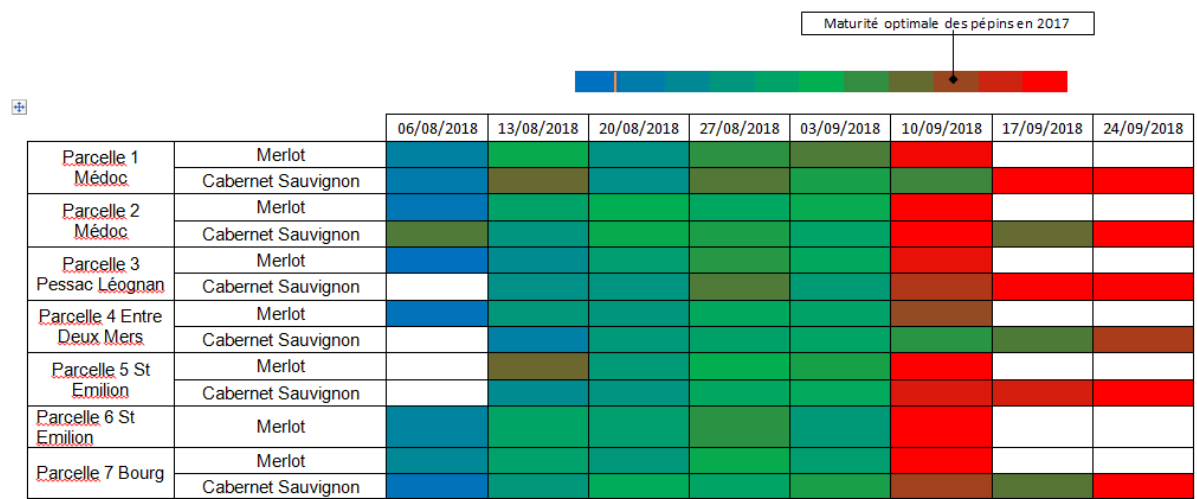 Maturité optimale des pépins en 2017
06/08/2018 13/08/2018 20/08/2018 27/08/2018 03/09/2018 10/09/2018 17/09/2018 24/09/2018
Parcelle 1
Médoc
Merlot
Cabernet Sauvignon
Parcelle 2
Médoc
Merlot
Cabernet Sauvignon
Parcelle 3
Pessac Léognan
Merlot
Cabernet Sauvignon
Parcelle 4 Entre
Deux Mers
Merlot
Cabernet Sauvignon
Parcelle 5 St
Emilion
Merlot
Cabernet Sauvignon
Parcelle 6 St
Emilion
Merlot
Parcelle 7 Bourg
Merlot
Cabernet Sauvignon